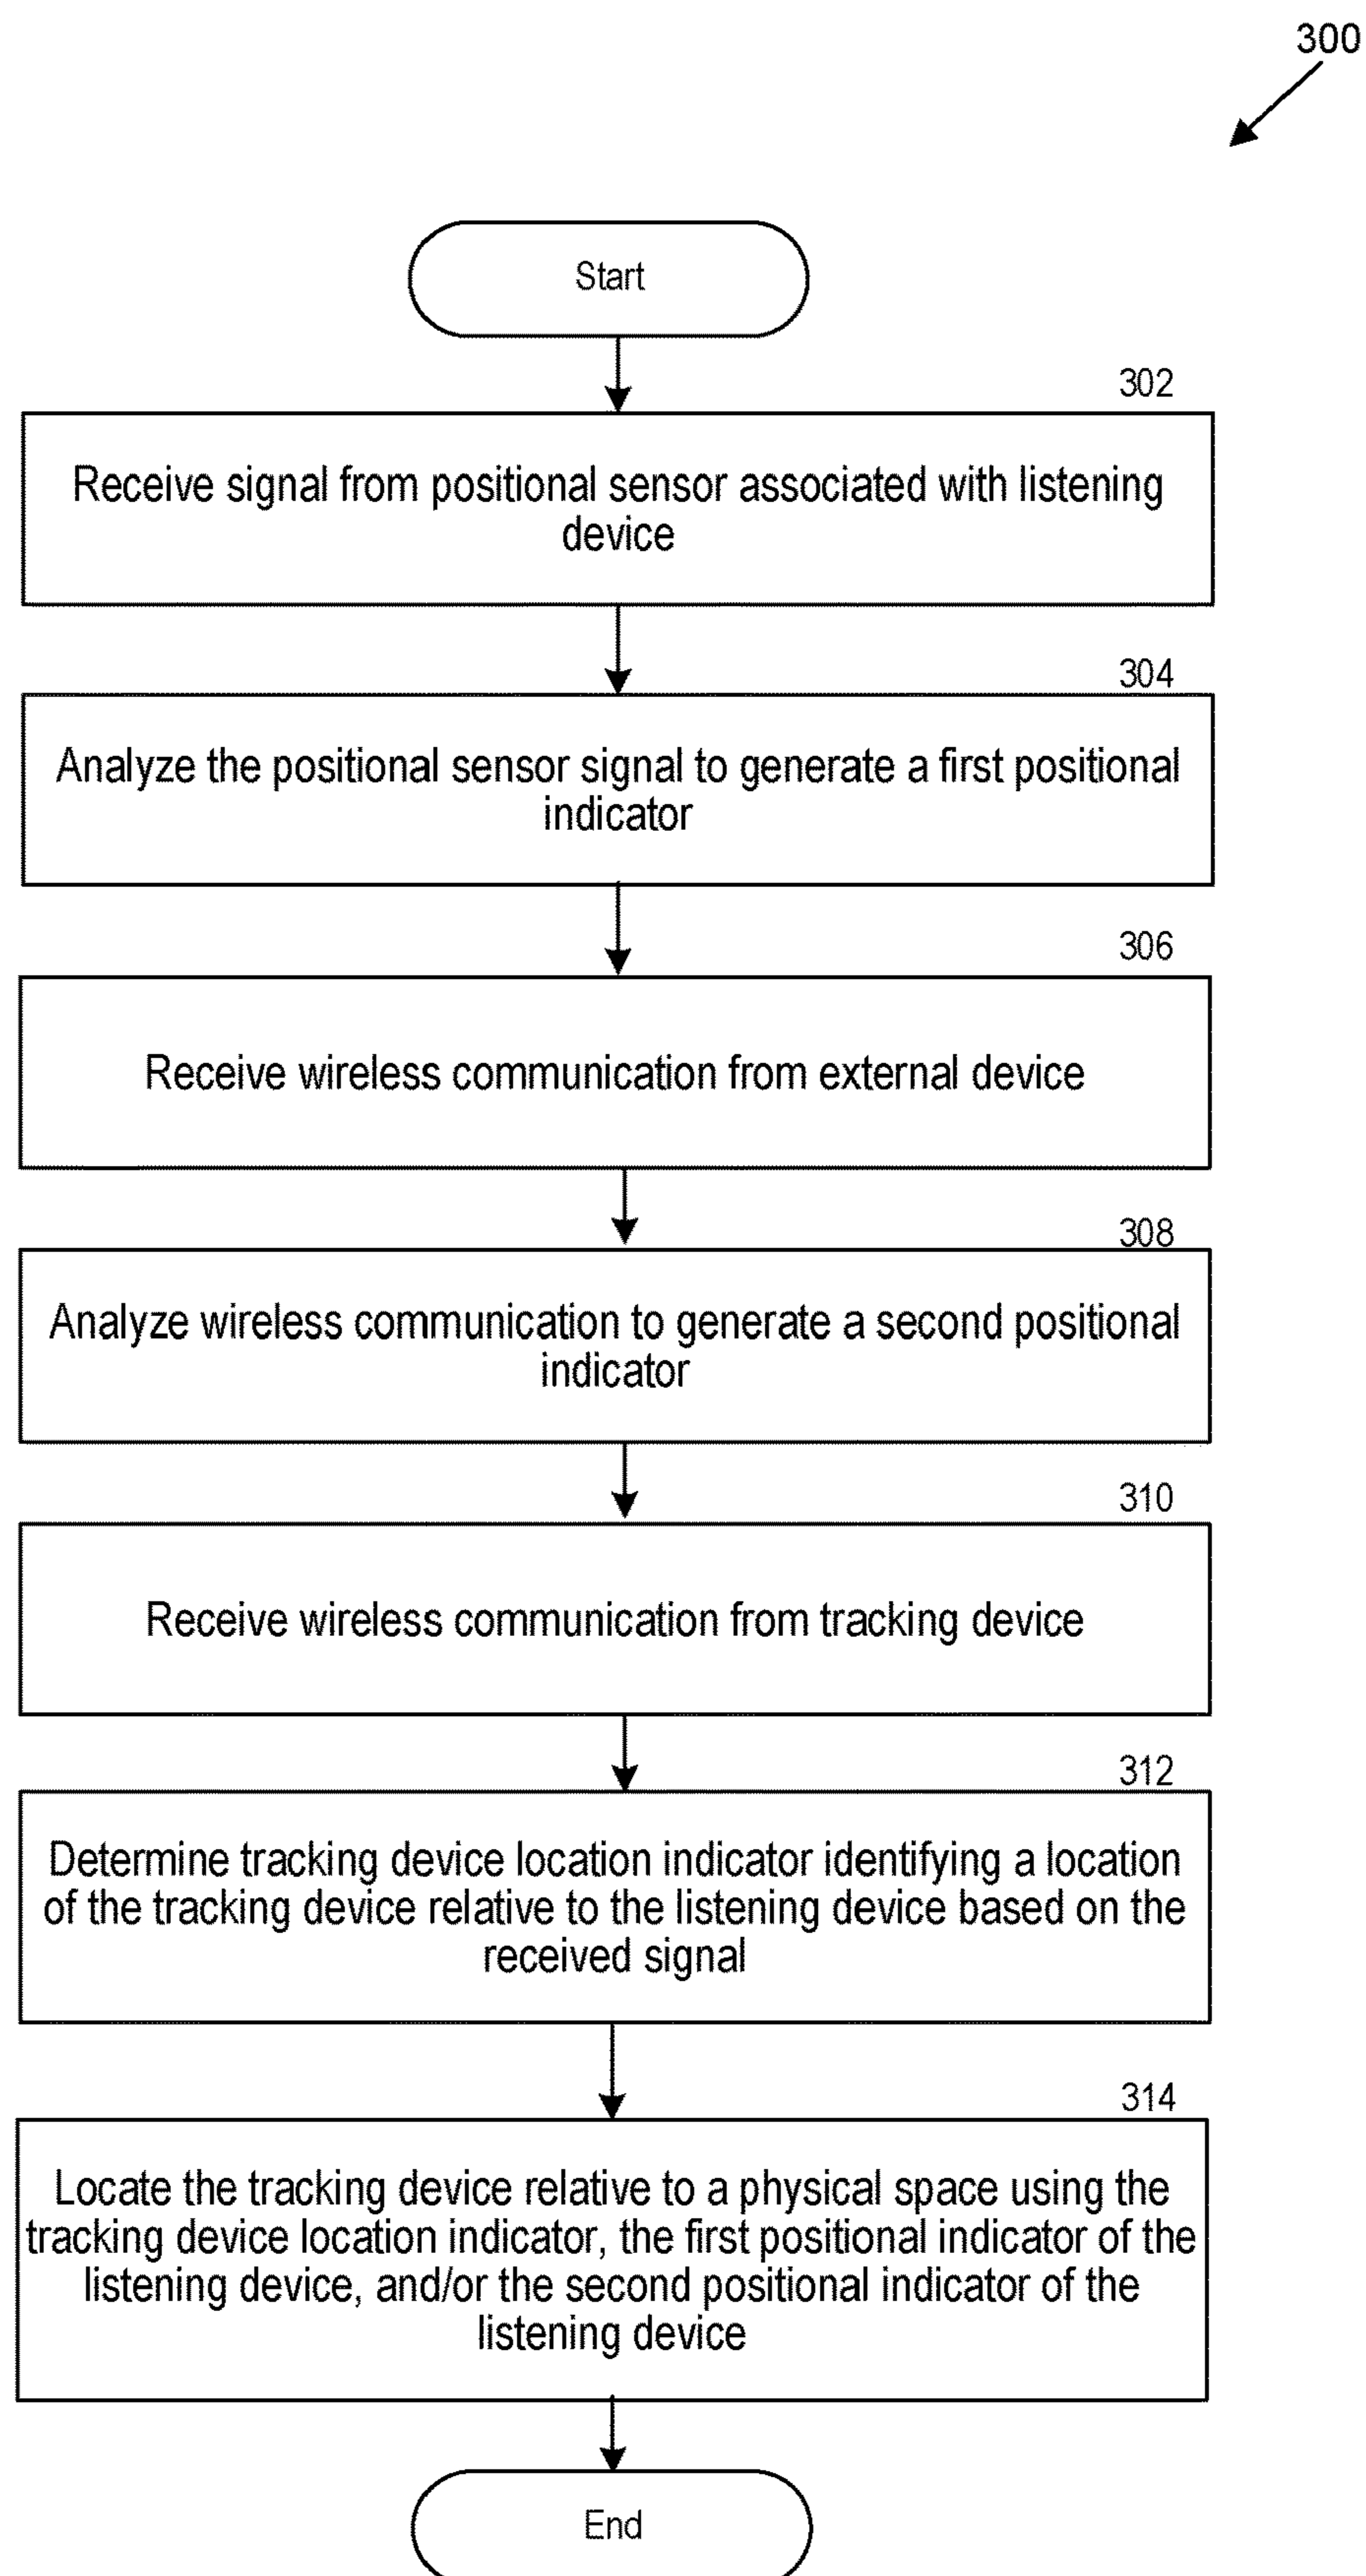 300
Start
302
Receive signal from positional sensor associated with listening
device
304
Analyze the positional sensor signal to generate a first positional
indicator
306
Receive wireless communication from external device
308
Analyze wireless communication to generate a second positional
indicator
310
Receive wireless communication from tracking device
312
Determine tracking device location indicator identifying a location
of the tracking device relative to the listening device based on the
received signal
314
Locate the tracking device relative to a physical space using the
tracking device location indicator, the first positional indicator of the
listening device, and/or the second positional indicator of the
listening device
End